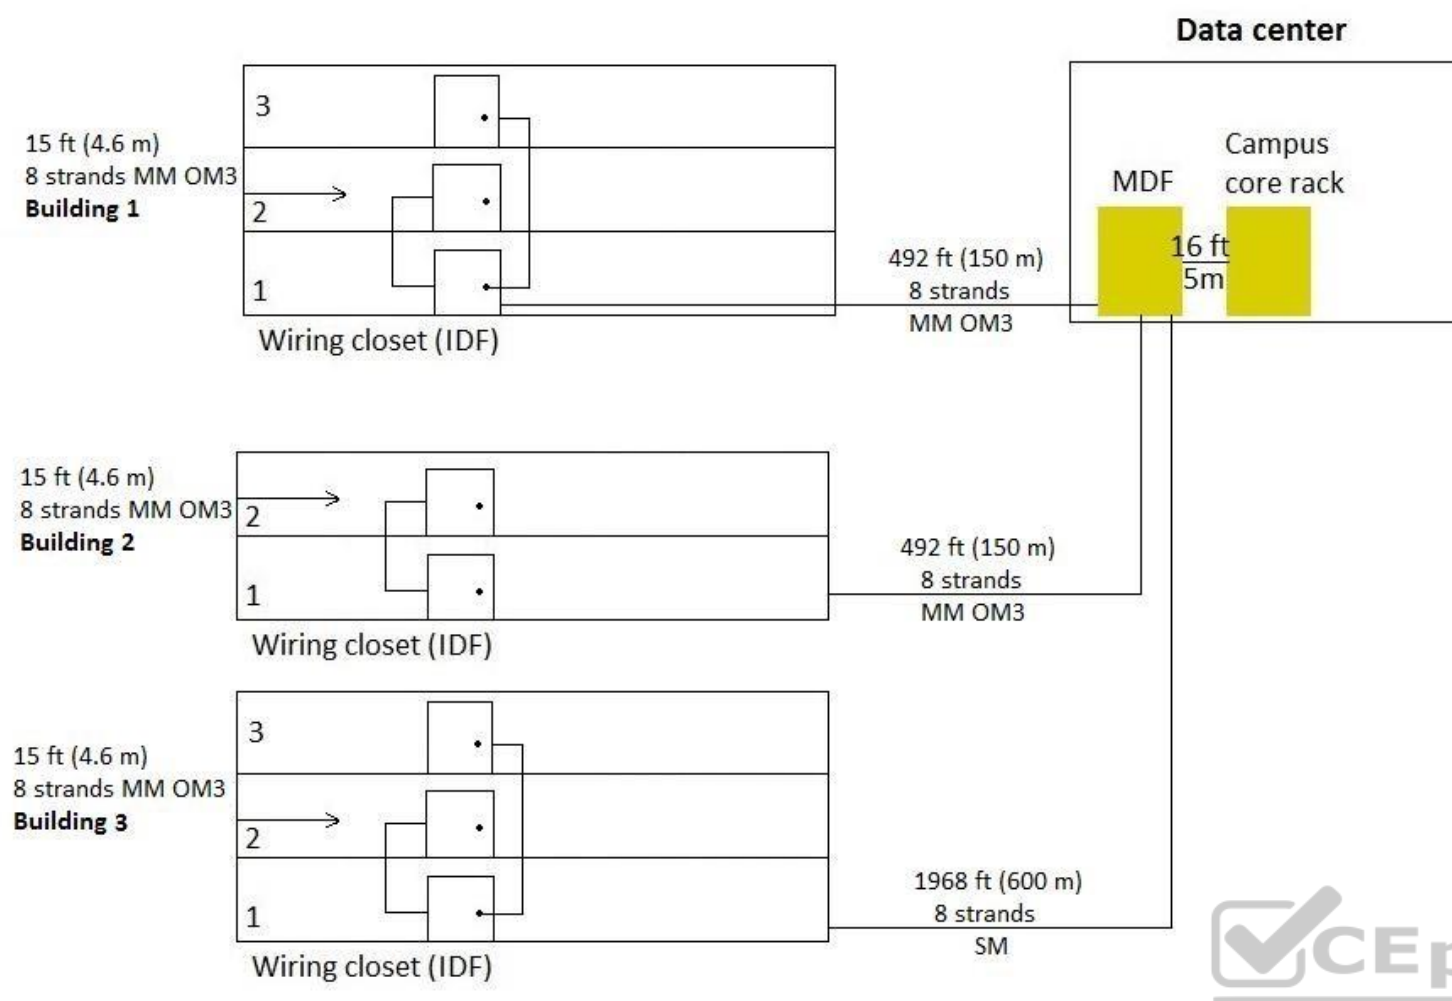 Data center
MDF
Campus
core rack
16 ft
5m
15 ft (4.6 m)
8 strands MM OM3
Building 1
3
2
1
Wiring closet (IDF)
492 ft (150 m)
8 strands
MM OM3
15 ft (4.6 m)
8 strands MM OM3
Building 2
2
1
Wiring closet (IDF)
492 ft (150 m)
8 strands
MM OM3
15 ft (4.6 m)
8 strands MM OM3
Building 3
3
2
1
Wiring closet (IDF)
1968 ft (600 m)
8 strands
SM